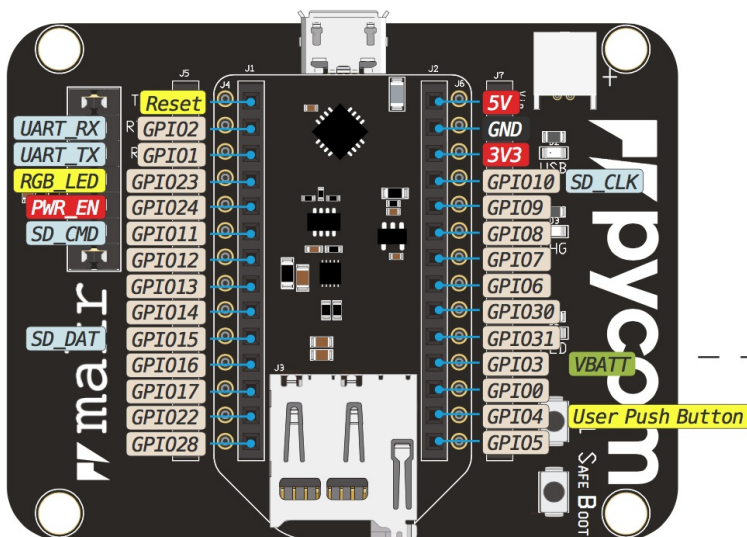 J5
J4
J1
J2
J6
J7
T
Reset
5V
+
UART_RX
R
GPIO2
GND
UART_TX
R
GPIO1
3V3
USB
RGB_LED
GPIO23
GPIO10
SD_CLK
PWR_EN
GPIO24
GPIO9
SD_CMD
GPIO11
GPIO8
HG
GPIO12
GPIO7
GPIO13
GPIO6
GPIO14
GPIO30
SD_DAT
GPIO15
GPIO31
ED
GPIO16
GPIO3
VBATT
J3
GPIO17
GPIO0
GPIO22
GPIO4
User Push Button
GPIO28
GPIO5
SAFE BOOT
pycom